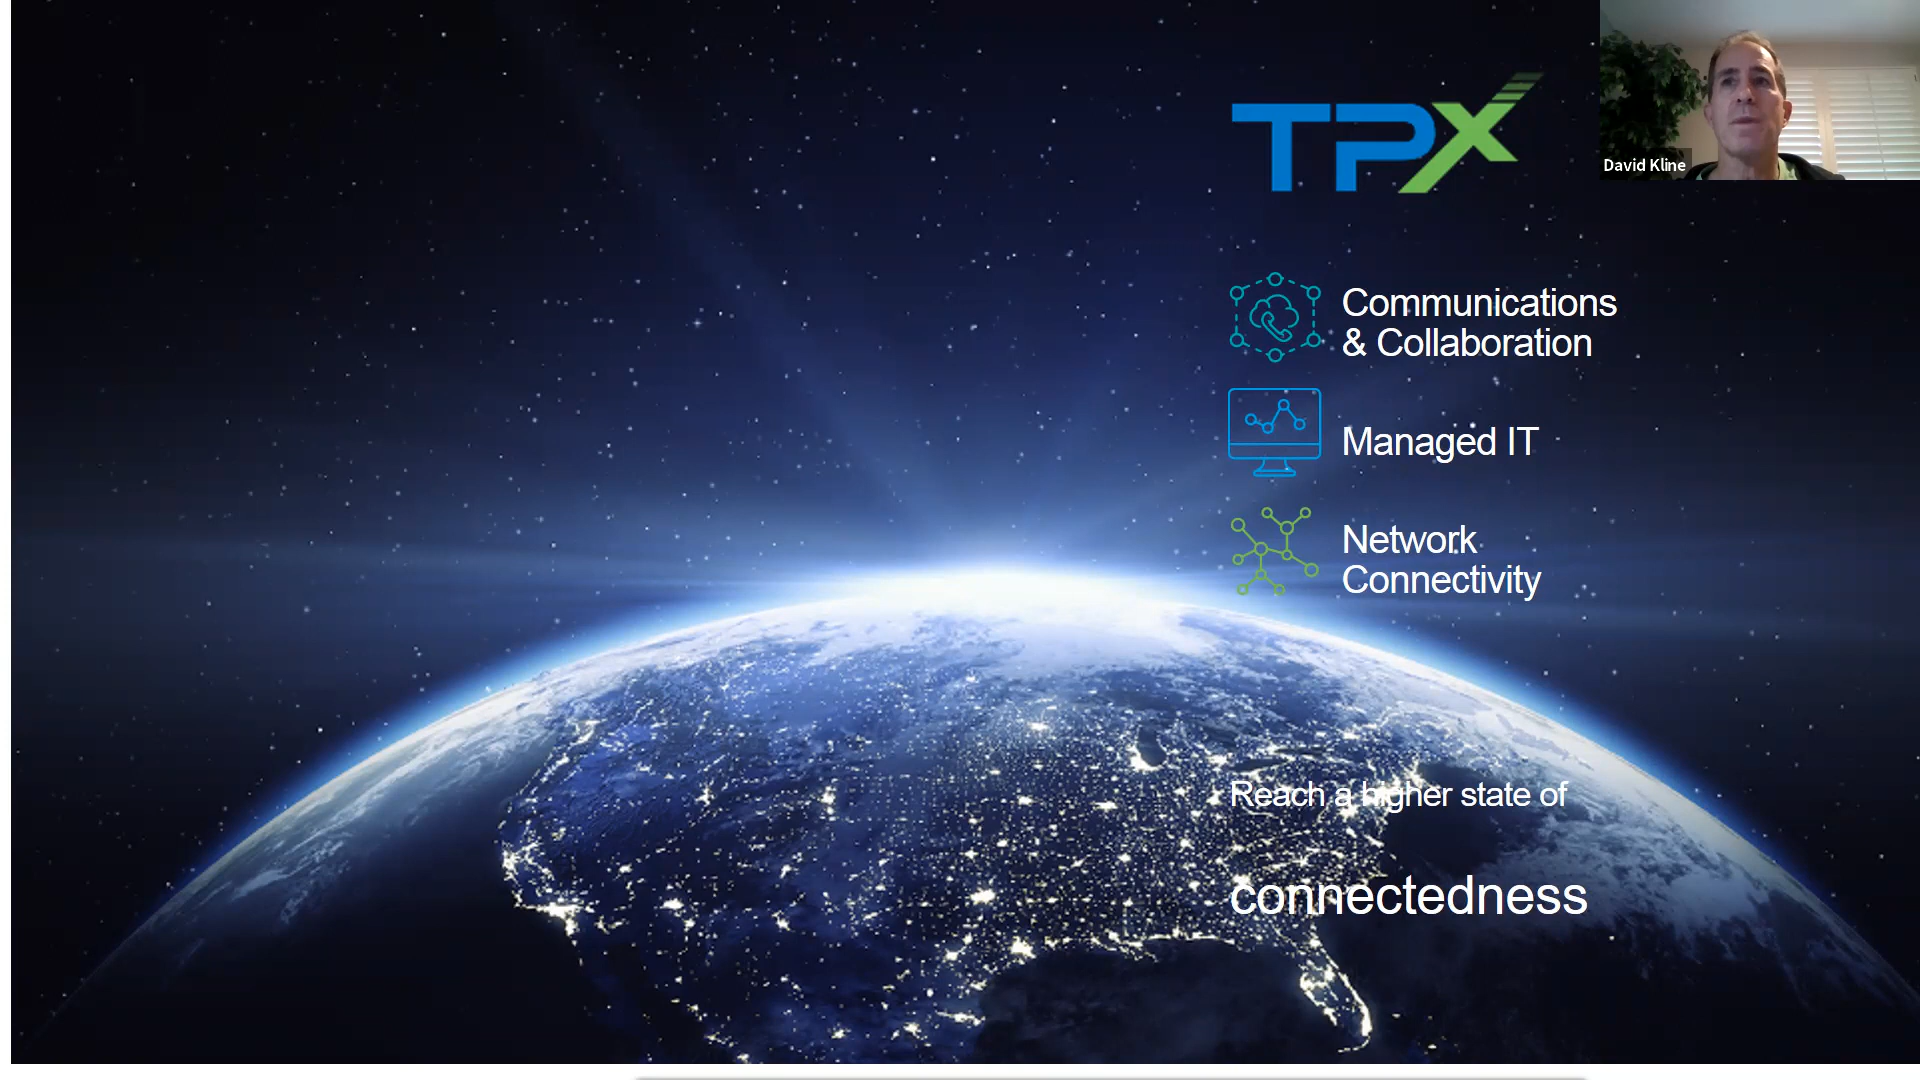 TPX
David Kline
Communications
& Collaboration
Managed IT
Network
Connectivity
Reach a higher state of
connectedness